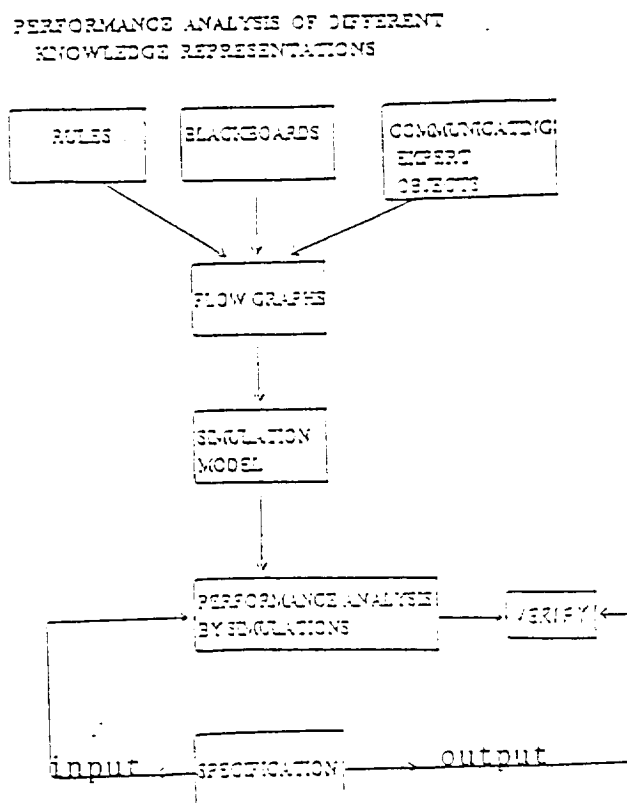 PERFORMANCE ANALYSIS OF DIFFERENT
KNOWLEDGE REPRESENTATIONS
RULES
BLACKBOARDS
COMMUNICATING
EXPERT
OBJECTS
FLOW GRAPHS
SIMULATION
MODEL
PERFORMANCE ANALYSIS
BY SIMULATIONS
VERIFY
input
SPECIFICATION
output